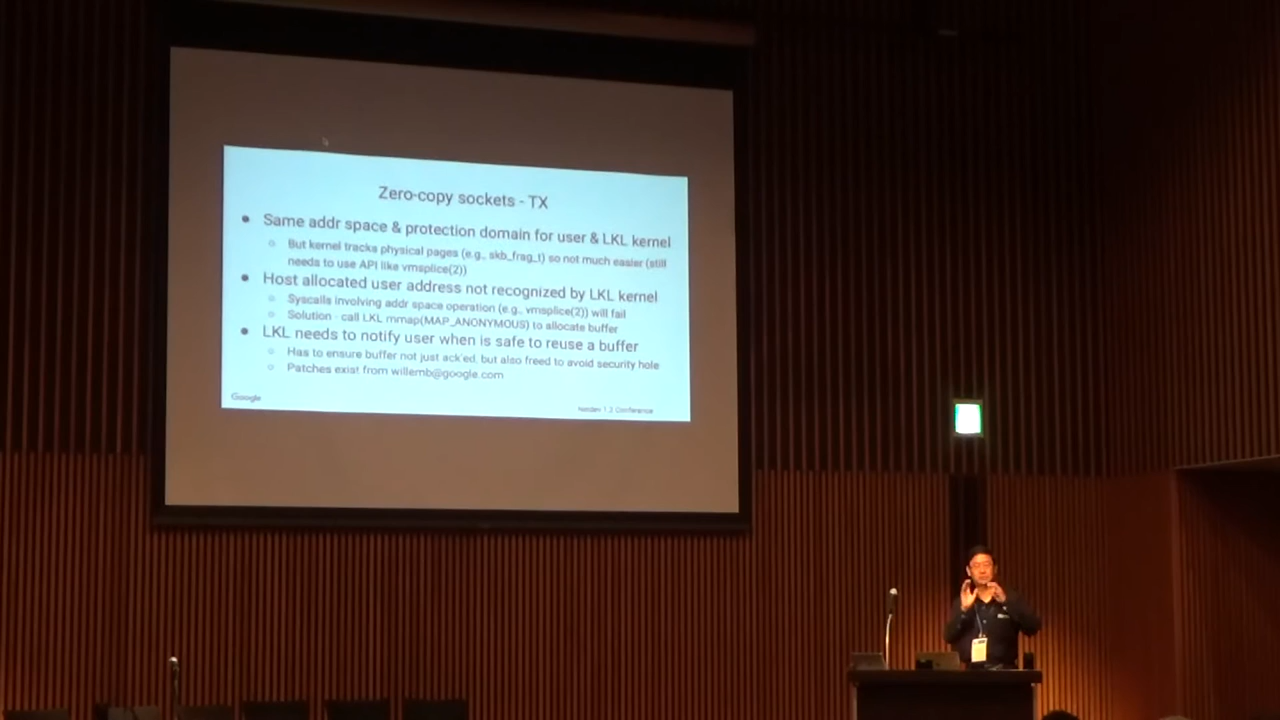 Zero-copy sockets - TX
Same addr space & protection domain for user & LKL kernel
But kernel tracks physical pages (e.g., skb_frag_t) so not much easier (still
needs to use API like vmsplice(2))
Host allocated user address not recognized by LKL kernel
Syscalls involving addr space operation (e.g., vmsplice(2)) will fail
Solution - call LKL mmap(MAP_ANONYMOUS) to allocate buffer
LKL needs to notify user when is safe to reuse a buffer
Has to ensure buffer not just ack'ed, but also freed to avoid security hole
Patches exist from willemb@google.com
Google
Netdev 1.2 Conference